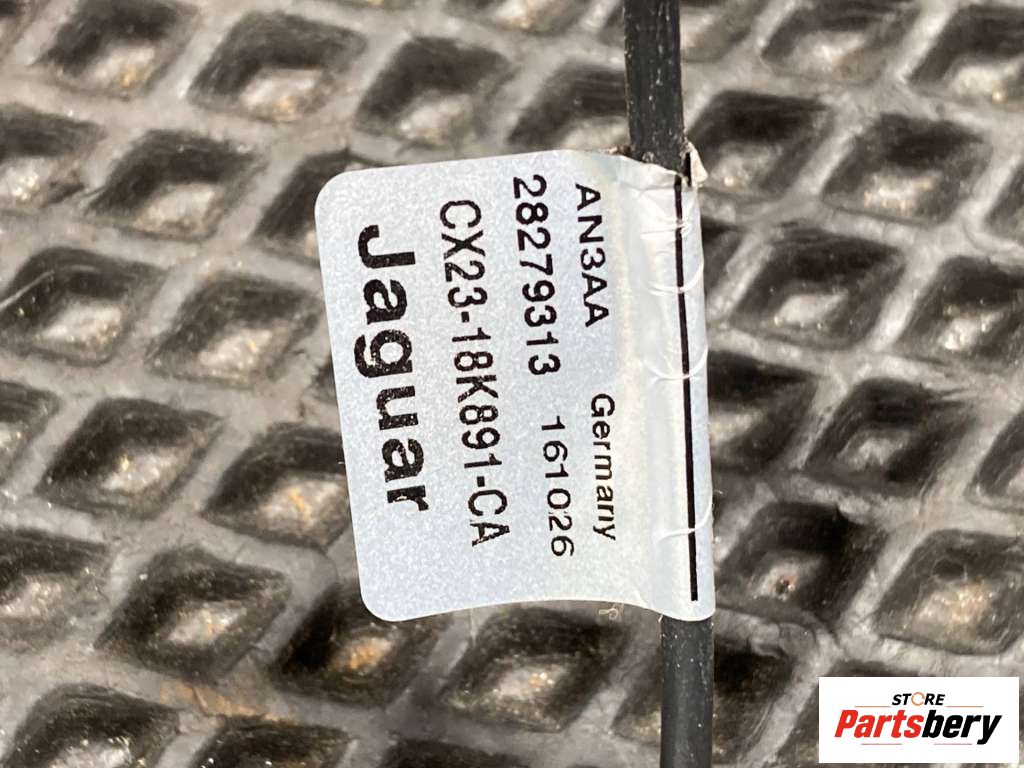 AN3AA Germany
28279313 161026
CX23-18K891-CA
Jaguar
STORE
Partsbery